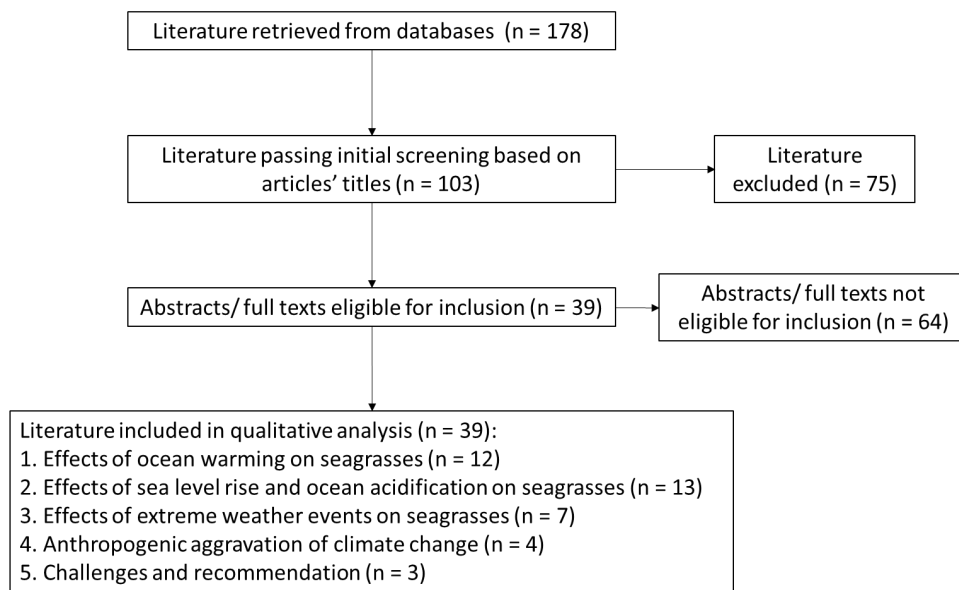 Literature retrieved from databases (n = 178)
Literature passing initial screening based on
articles’ titles (n = 103)
Literature
excluded (n = 75)
Abstracts/ full texts eligible for inclusion (n = 39)
Abstracts/ full texts not
eligible for inclusion (n = 64)
Literature included in qualitative analysis (n = 39):
1. Effects of ocean warming on seagrasses (n = 12)
2. Effects of sea level rise and ocean acidification on seagrasses (n = 13)
3. Effects of extreme weather events on seagrasses (n = 7)
4. Anthropogenic aggravation of climate change (n = 4)
5. Challenges and recommendation (n = 3)